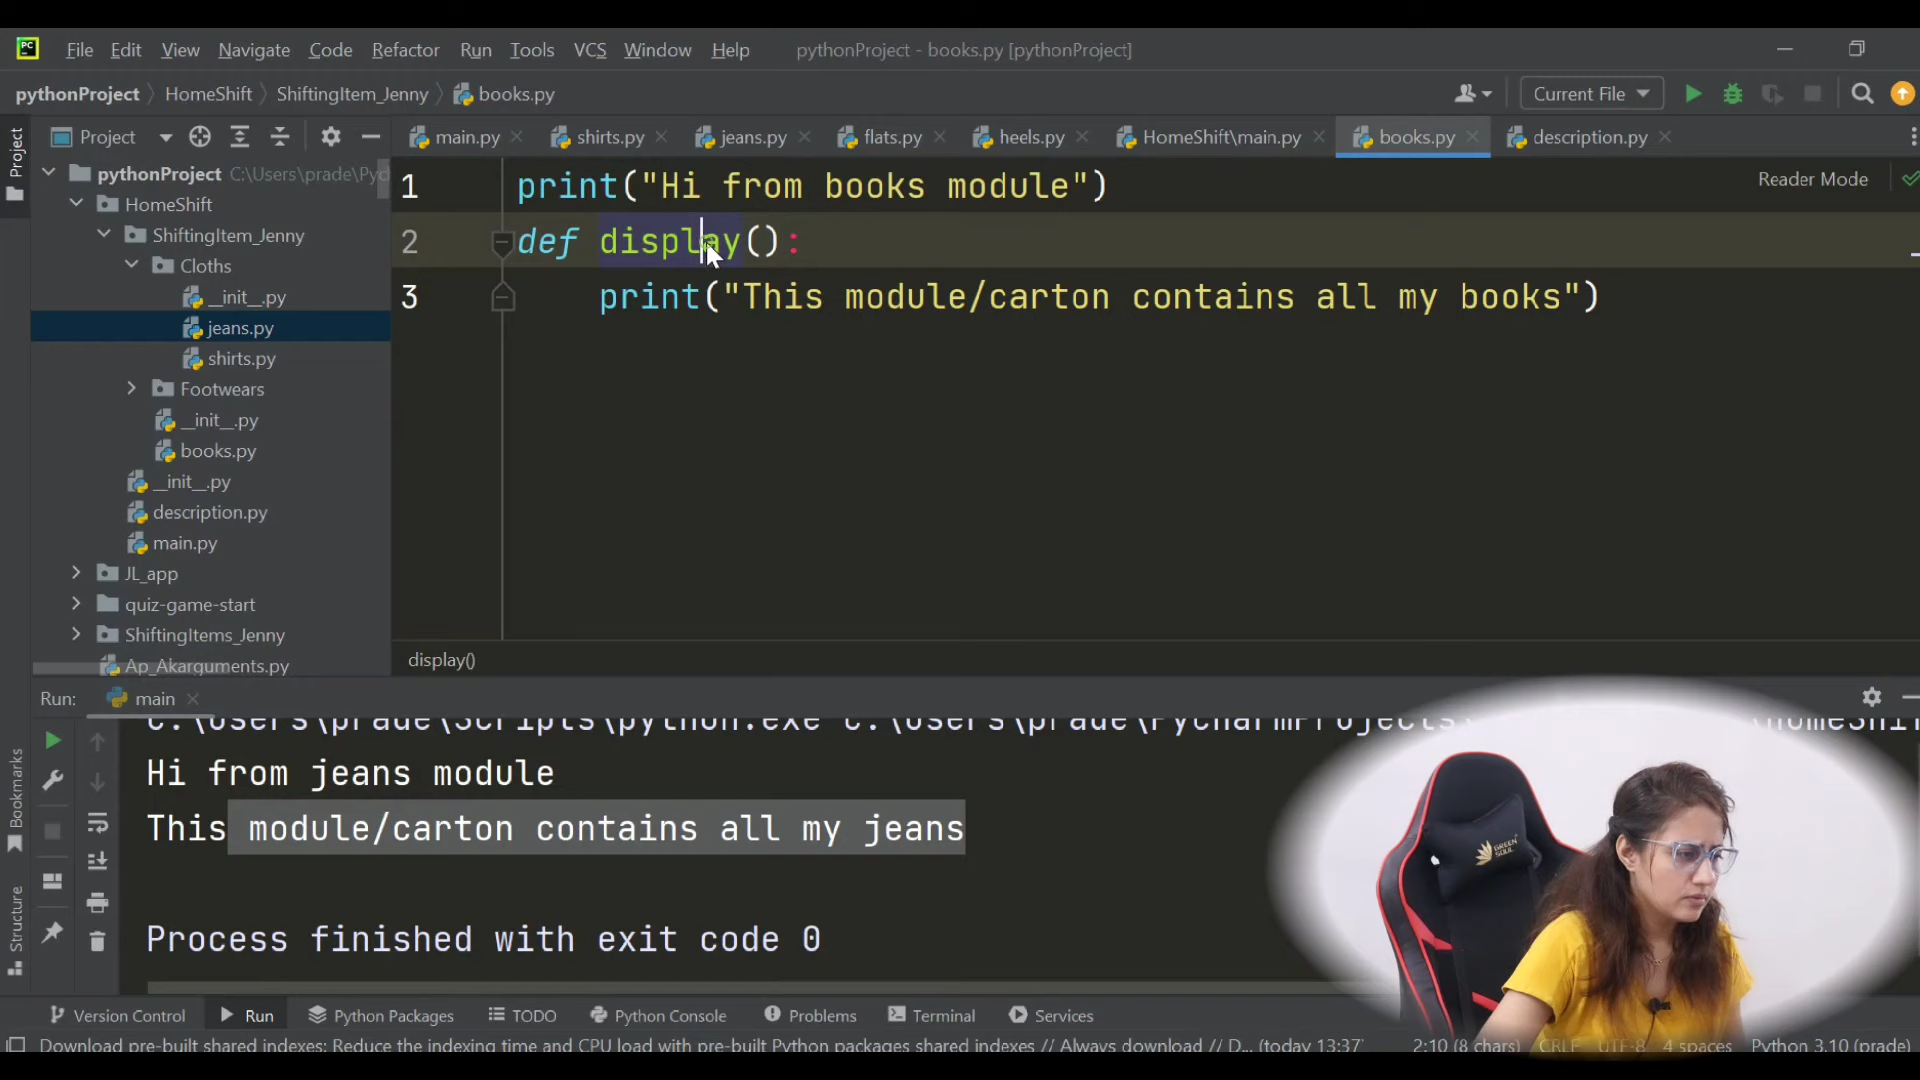 PC File Edit View Navigate Code Refactor Run Tools VCS Window Help pythonProject - books.py [pythonProject]
pythonProject HomeShift ShiftingItem_Jenny books.py Current File
Project main.py shirts.py jeans.py flats.py heels.py HomeShift\main.py books.py description.py
Project
pythonProject C:\Users\prade\Pyc
HomeShift
ShiftingItem_Jenny
Cloths
__init__.py
jeans.py
shirts.py
Footwears
__init__.py
books.py
__init__.py
description.py
main.py
JL_app
quiz-game-start
ShiftingItems_Jenny
Ap_Akarguments.py
1 print("Hi from books module")
2 def display():
3 print("This module/carton contains all my books")
Reader Mode
display()
Run: main
C:\Users\prade\Scripts\python.exe C:\Users\prade\PycharmProjects
Hi from jeans module
This module/carton contains all my jeans
Process finished with exit code 0
Bookmarks
Structure
GREEN SOUL
Version Control Run Python Packages TODO Python Console Problems Terminal Services
Download pre-built shared indexes: Reduce the indexing time and CPU load with pre-built Python packages shared indexes // Always download // D... (today 13:37) 2:10 (8 chars) CRLF UTF-8 4 spaces Python 3.10 (prade)